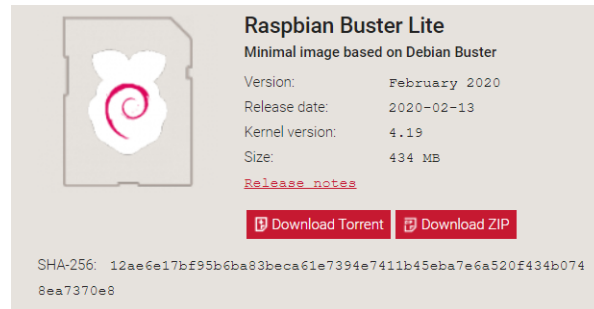 Raspbian Buster Lite
Minimal image based on Debian Buster
Version: February 2020
Release date: 2020-02-13
Kernel version: 4.19
Size: 434 MB
Release notes
Download Torrent Download ZIP
SHA-256: 12ae6e17bf95b6ba83beca61e7394e7411b45eba7e6a520f434b074
8ea7370e8